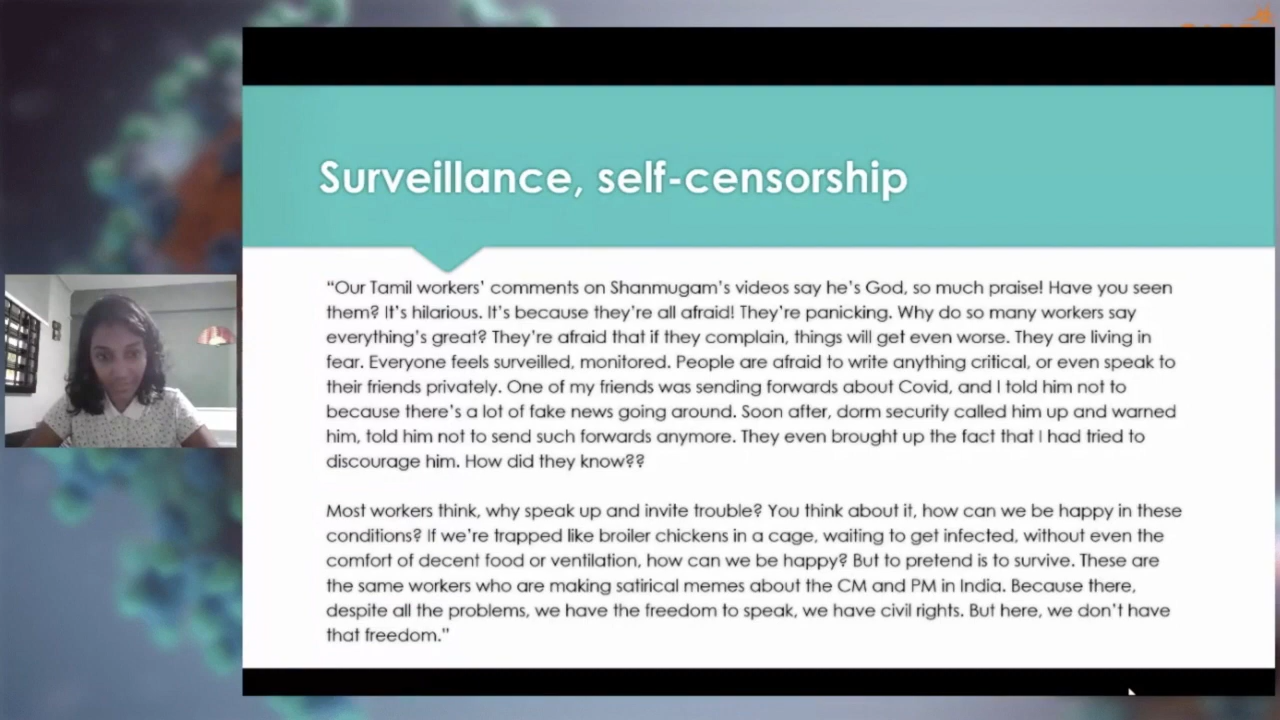 Surveillance, self-censorship
“Our Tamil workers’ comments on Shanmugam’s videos say he’s God, so much praise! Have you seen
them? It’s hilarious. It’s because they’re all afraid! They’re panicking. Why do so many workers say
everything’s great? They’re afraid that if they complain, things will get even worse. They are living in
fear. Everyone feels surveilled, monitored. People are afraid to write anything critical, or even speak to
their friends privately. One of my friends was sending forwards about Covid, and I told him not to
because there’s a lot of fake news going around. Soon after, dorm security called him up and warned
him, told him not to send such forwards anymore. They even brought up the fact that I had tried to
discourage him. How did they know??
Most workers think, why speak up and invite trouble? You think about it, how can we be happy in these
conditions? If we’re trapped like broiler chickens in a cage, waiting to get infected, without even the
comfort of decent food or ventilation, how can we be happy? But to pretend is to survive. These are
the same workers who are making satirical memes about the CM and PM in India. Because there,
despite all the problems, we have the freedom to speak, we have civil rights. But here, we don’t have
that freedom.”